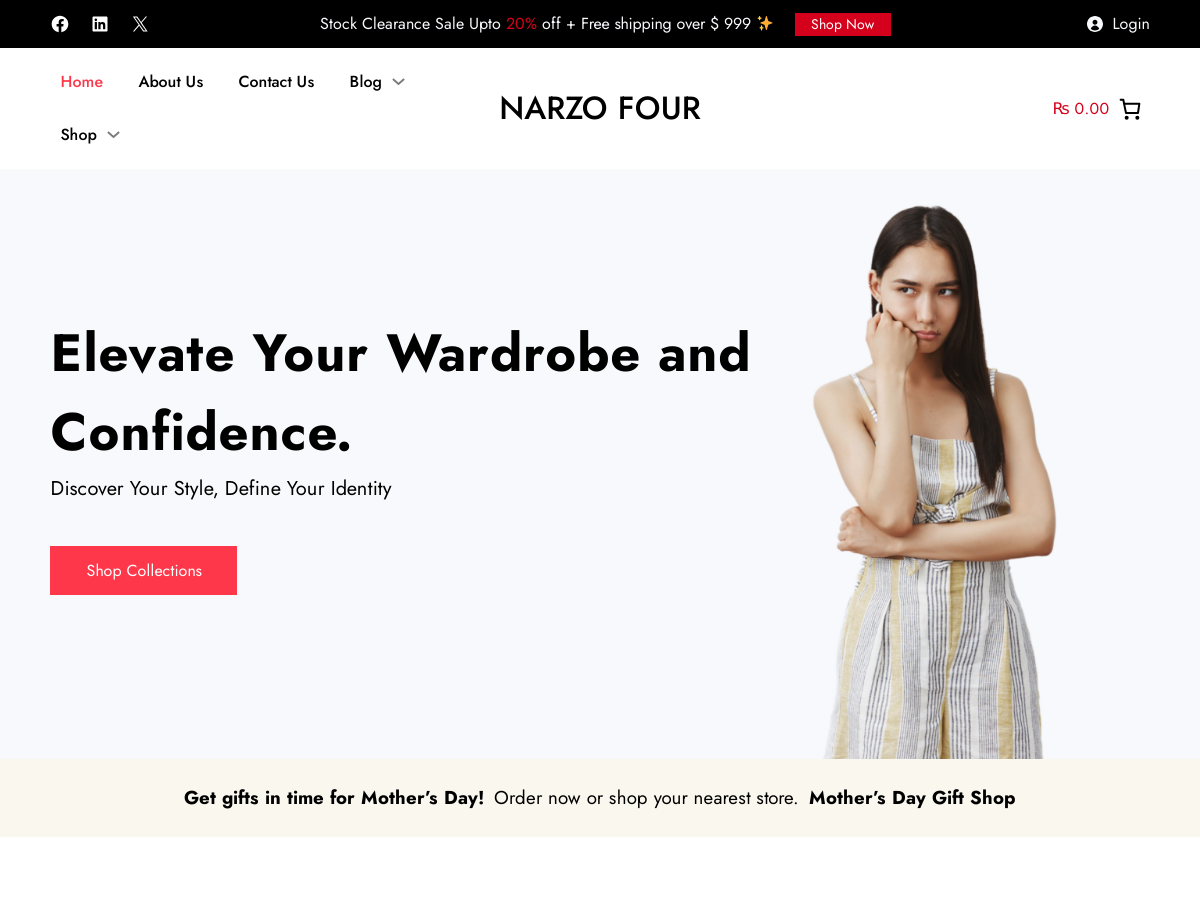 Stock Clearance Sale Upto 20% off + Free shipping over $ 999 ✨
Shop Now
Login
Home
About Us
Contact Us
Blog
Shop
NARZO FOUR
₨ 0.00
Elevate Your Wardrobe and
Confidence.
Discover Your Style, Define Your Identity
Shop Collections
Get gifts in time for Mother’s Day! Order now or shop your nearest store. Mother’s Day Gift Shop